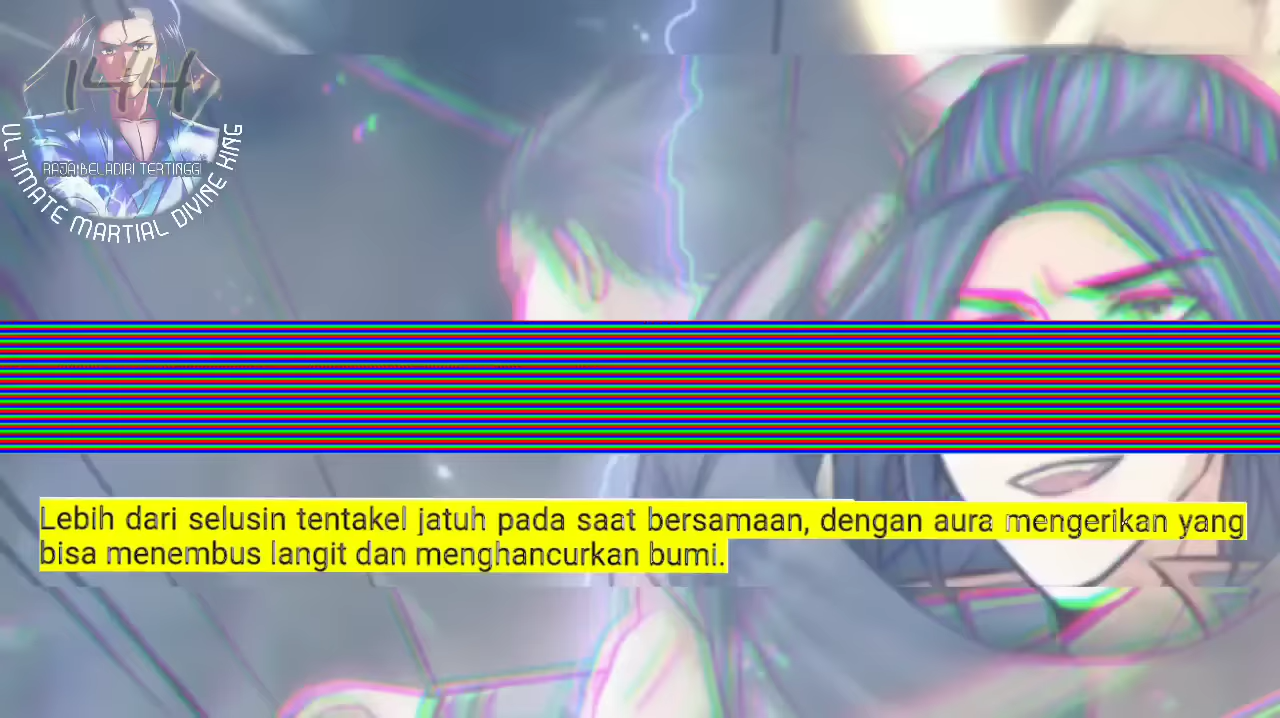 144
RAJA BELADIRI TERTINGGI
ULTIMATE MARTIAL DIVINE KING
Lebih dari selusin tentakel jatuh pada saat bersamaan, dengan aura mengerikan yang
bisa menembus langit dan menghancurkan bumi.